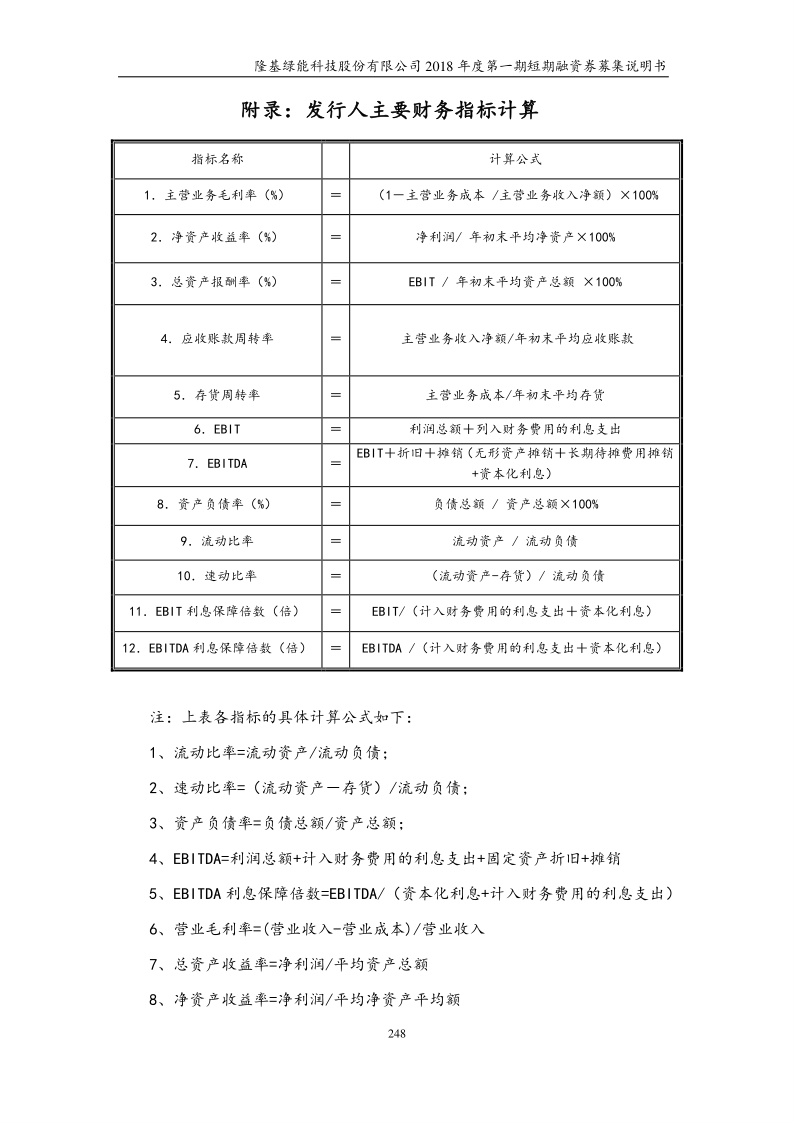 隆基绿能科技股份有限公司 2018 年度第一期短期融资券募集说明书
附录：发行人主要财务指标计算
指标名称 计算公式
1．主营业务毛利率（%） ＝ （1－主营业务成本 /主营业务收入净额）×100%
2．净资产收益率（%） ＝ 净利润/ 年初末平均净资产×100%
3．总资产报酬率（%） ＝ EBIT / 年初末平均资产总额 ×100%
4．应收账款周转率 ＝ 主营业务收入净额/年初末平均应收账款
5．存货周转率 ＝ 主营业务成本/年初末平均存货
6．EBIT ＝ 利润总额＋列入财务费用的利息支出
7．EBITDA ＝ EBIT＋折旧＋摊销（无形资产摊销＋长期待摊费用摊销
+资本化利息）
8．资产负债率（%） ＝ 负债总额 / 资产总额×100%
9．流动比率 ＝ 流动资产 / 流动负债
10．速动比率 ＝ （流动资产-存货）/ 流动负债
11．EBIT 利息保障倍数（倍） ＝ EBIT/（计入财务费用的利息支出＋资本化利息）
12．EBITDA 利息保障倍数（倍） ＝ EBITDA /（计入财务费用的利息支出＋资本化利息）
注：上表各指标的具体计算公式如下：
1、流动比率=流动资产/流动负债；
2、速动比率=（流动资产－存货）/流动负债；
3、资产负债率=负债总额/资产总额；
4、EBITDA=利润总额+计入财务费用的利息支出+固定资产折旧+摊销
5、EBITDA 利息保障倍数=EBITDA/（资本化利息+计入财务费用的利息支出）
6、营业毛利率=(营业收入-营业成本)/营业收入
7、总资产收益率=净利润/平均资产总额
8、净资产收益率=净利润/平均净资产平均额
248